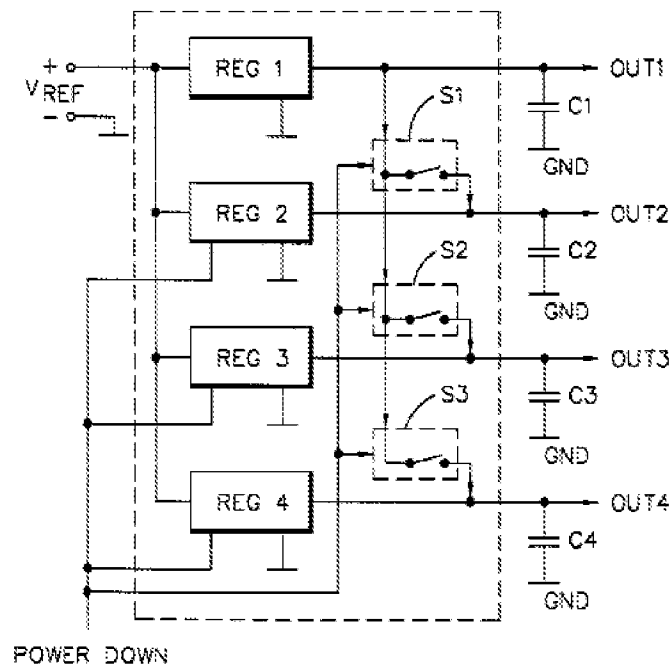 REG 1
OUT1
+
V REF
-
S1
C1
GND
REG 2
OUT2
S2
C2
GND
REG 3
OUT3
S3
C3
GND
REG 4
OUT4
C4
GND
POWER DOWN